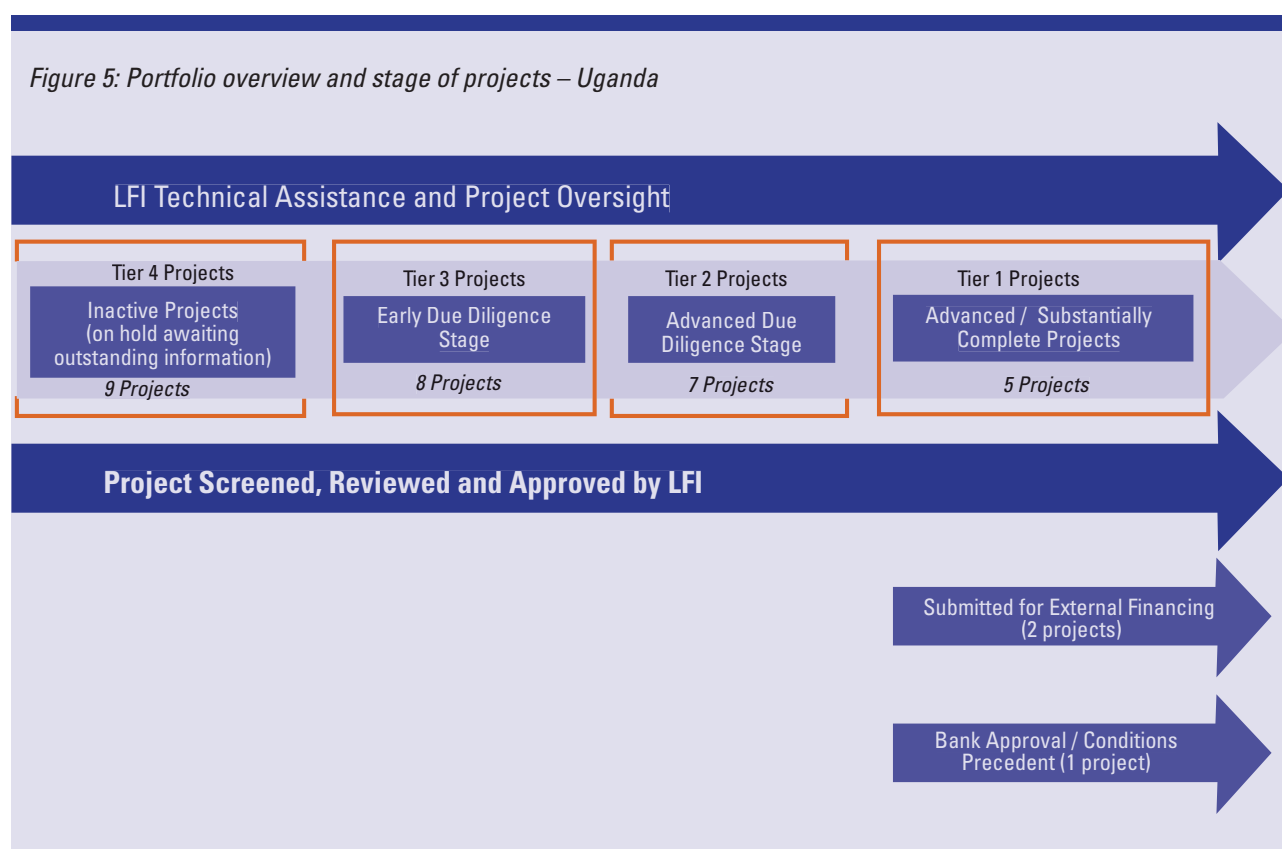 Figure 5: Portfolio overview and stage of projects – Uganda
LFI Technical Assistance and Project Oversight
Tier 4 Projects
Inactive Projects
(on hold awaiting
outstanding information)
9 Projects
Tier 3 Projects
Early Due Diligence
Stage
8 Projects
Tier 2 Projects
Advanced Due
Diligence Stage
7 Projects
Tier 1 Projects
Advanced / Substantially
Complete Projects
5 Projects
Project Screened, Reviewed and Approved by LFI
Submitted for External Financing
(2 projects)
Bank Approval / Conditions
Precedent (1 project)